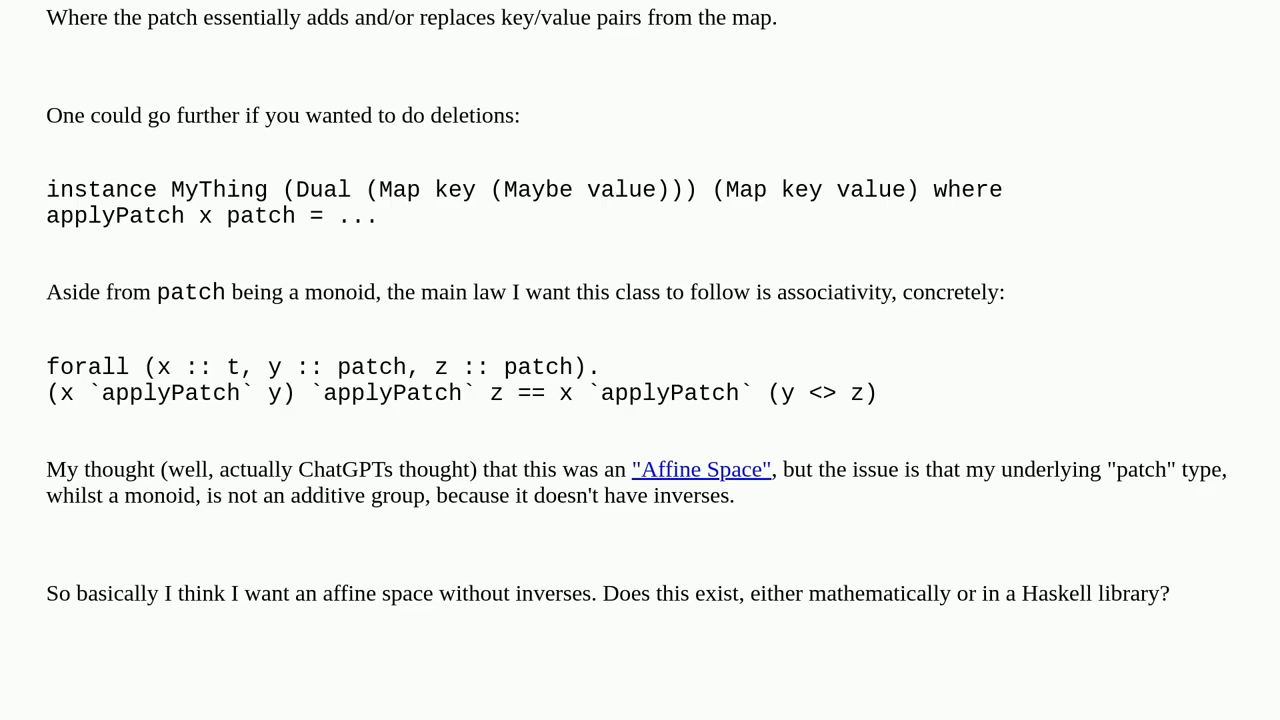 Where the patch essentially adds and/or replaces key/value pairs from the map.
One could go further if you wanted to do deletions:
instance MyThing (Dual (Map key (Maybe value))) (Map key value) where
applyPatch x patch = ...
Aside from patch being a monoid, the main law I want this class to follow is associativity, concretely:
forall (x :: t, y :: patch, z :: patch).
(x `applyPatch` y) `applyPatch` z == x `applyPatch` (y <> z)
My thought (well, actually ChatGPTs thought) that this was an "Affine Space", but the issue is that my underlying "patch" type,
whilst a monoid, is not an additive group, because it doesn't have inverses.
So basically I think I want an affine space without inverses. Does this exist, either mathematically or in a Haskell library?